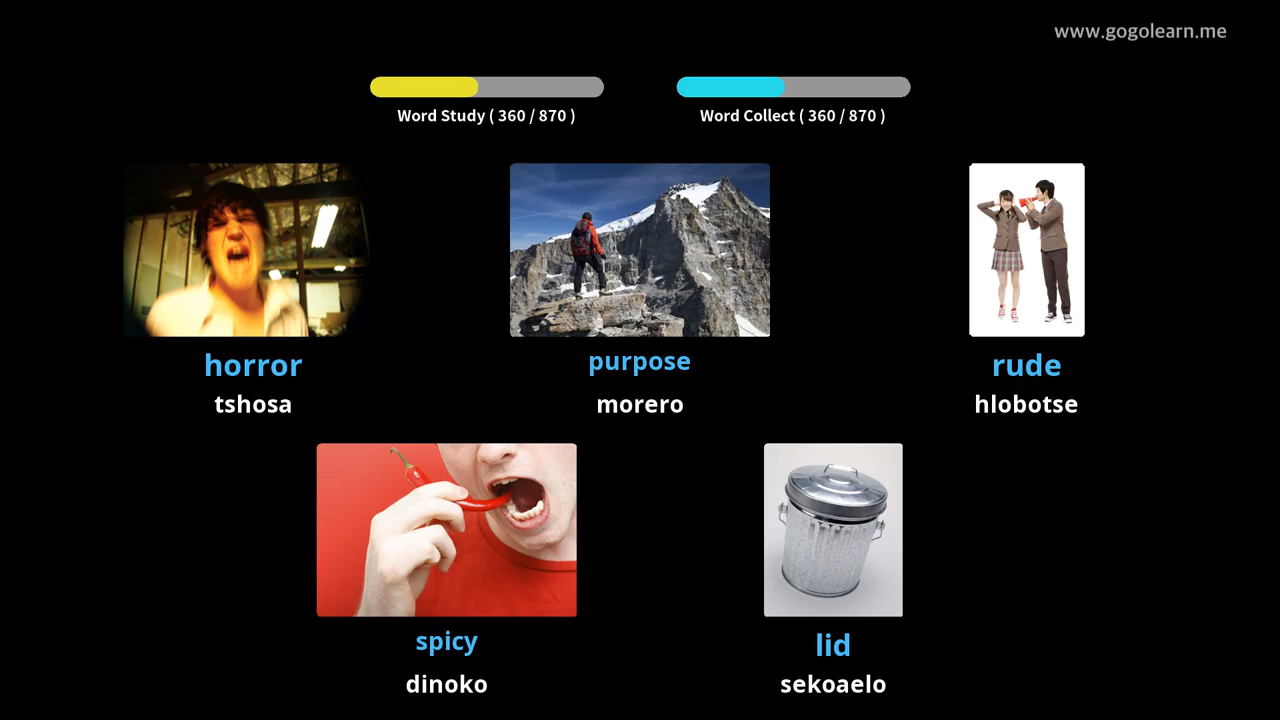 www.gogolearn.me
Word Study ( 360 / 870 )
Word Collect ( 360 / 870 )
horror
tshosa
purpose
morero
rude
hlobotse
spicy
dinoko
lid
sekoaelo